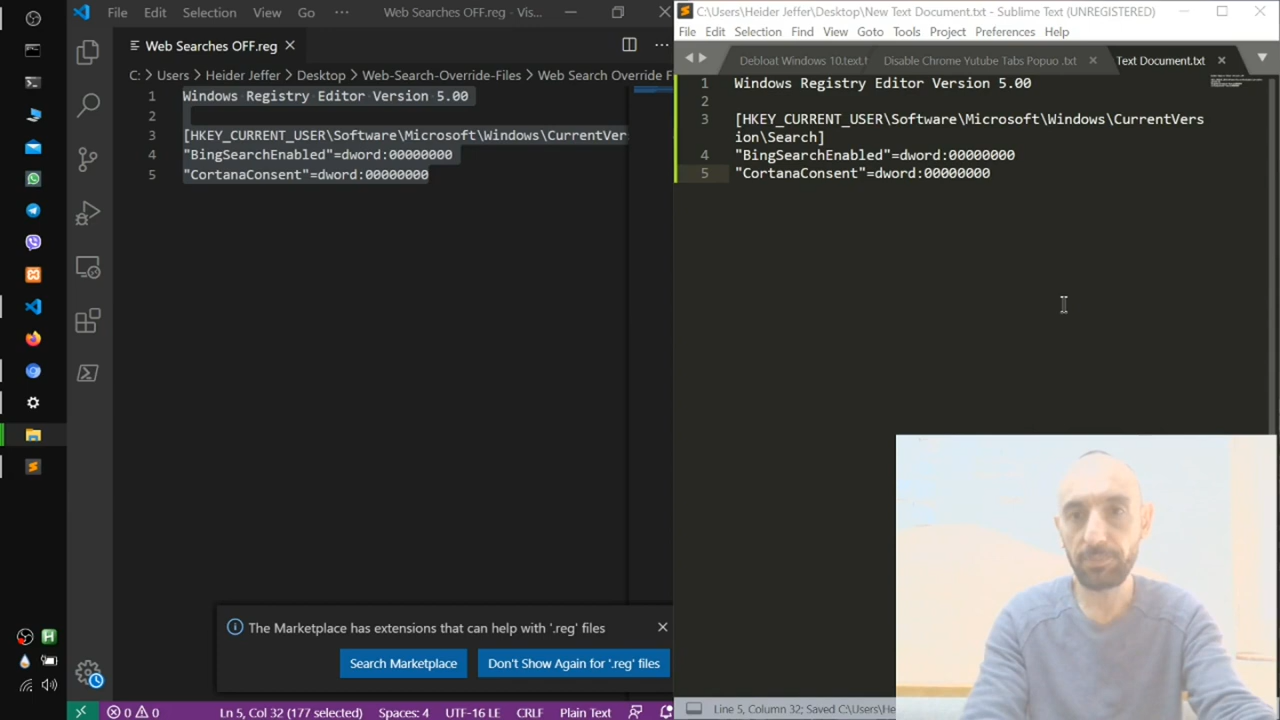 File Edit Selection View Go ··· Web Searches OFF.reg - Vis...
Web Searches OFF.reg
C: > Users > Heider Jeffer > Desktop > Web-Search-Override-Files > Web Search Override F
1 Windows Registry Editor Version 5.00
2
3 [HKEY_CURRENT_USER\Software\Microsoft\Windows\CurrentVer
4 "BingSearchEnabled"=dword:00000000
5 "CortanaConsent"=dword:00000000
The Marketplace has extensions that can help with '.reg' files
Search Marketplace Don't Show Again for '.reg' files
0 0 Ln 5, Col 32 (177 selected) Spaces: 4 UTF-16 LE CRLF Plain Text
C:\Users\Heider Jeffer\Desktop\New Text Document.txt - Sublime Text (UNREGISTERED)
File Edit Selection Find View Goto Tools Project Preferences Help
Debloat Windows 10.text.t Disable Chrome Yutube Tabs Popuo .txt Text Document.txt
1 Windows Registry Editor Version 5.00
2
3 [HKEY_CURRENT_USER\Software\Microsoft\Windows\CurrentVers
ion\Search]
4 "BingSearchEnabled"=dword:00000000
5 "CortanaConsent"=dword:00000000
Line 5, Column 32; Saved C:\Users\He